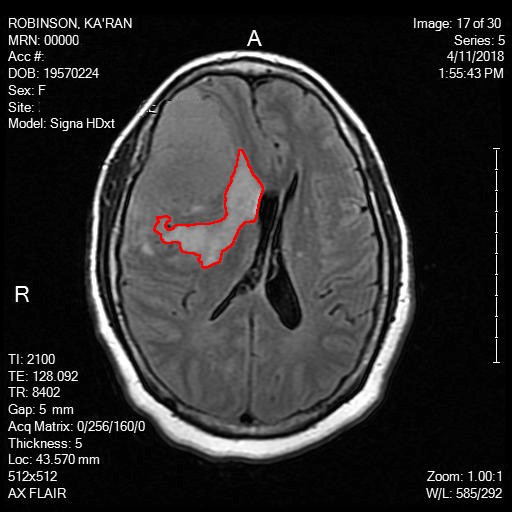 ROBINSON, KA'RAN
MRN: 00000
Acc #:
DOB: 19570224
Sex: F
Site:
Model: Signa HDxt
A
Image: 17 of 30
Series: 5
4/11/2018
1:55:43 PM
R
TI: 2100
TE: 128.092
TR: 8402
Gap: 5 mm
Acq Matrix: 0/256/160/0
Thickness: 5
Loc: 43.570 mm
512x512
AX FLAIR
Zoom: 1.00:1
W/L: 585/292